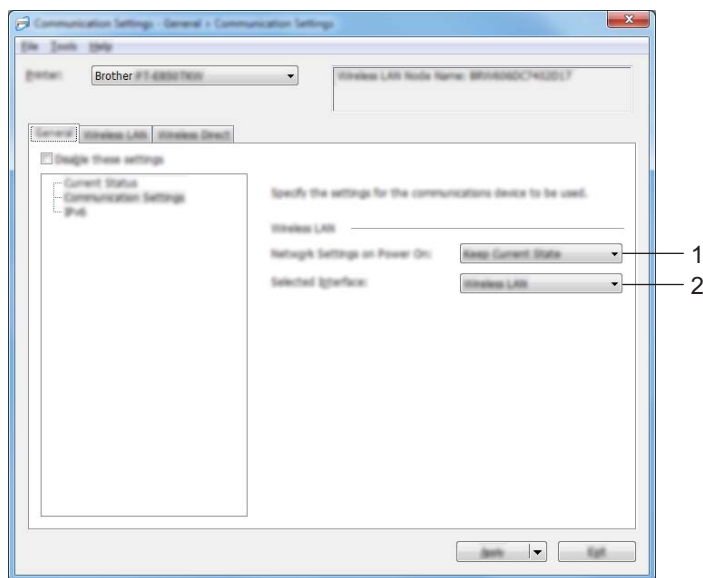 Communication Settings - General > Communication Settings
File Tools Help
Printer:
Brother PT-E850TKW
Wireless LAN Node Name:
General Wireless LAN Wireless Direct
Disable these settings
Current Status
Communication Settings
IPv6
Specify the settings for the communications device to be used.
Wireless LAN
Network Settings on Power On:
Keep Current State
1
Selected Interface:
Wireless LAN
2
Apply
Exit